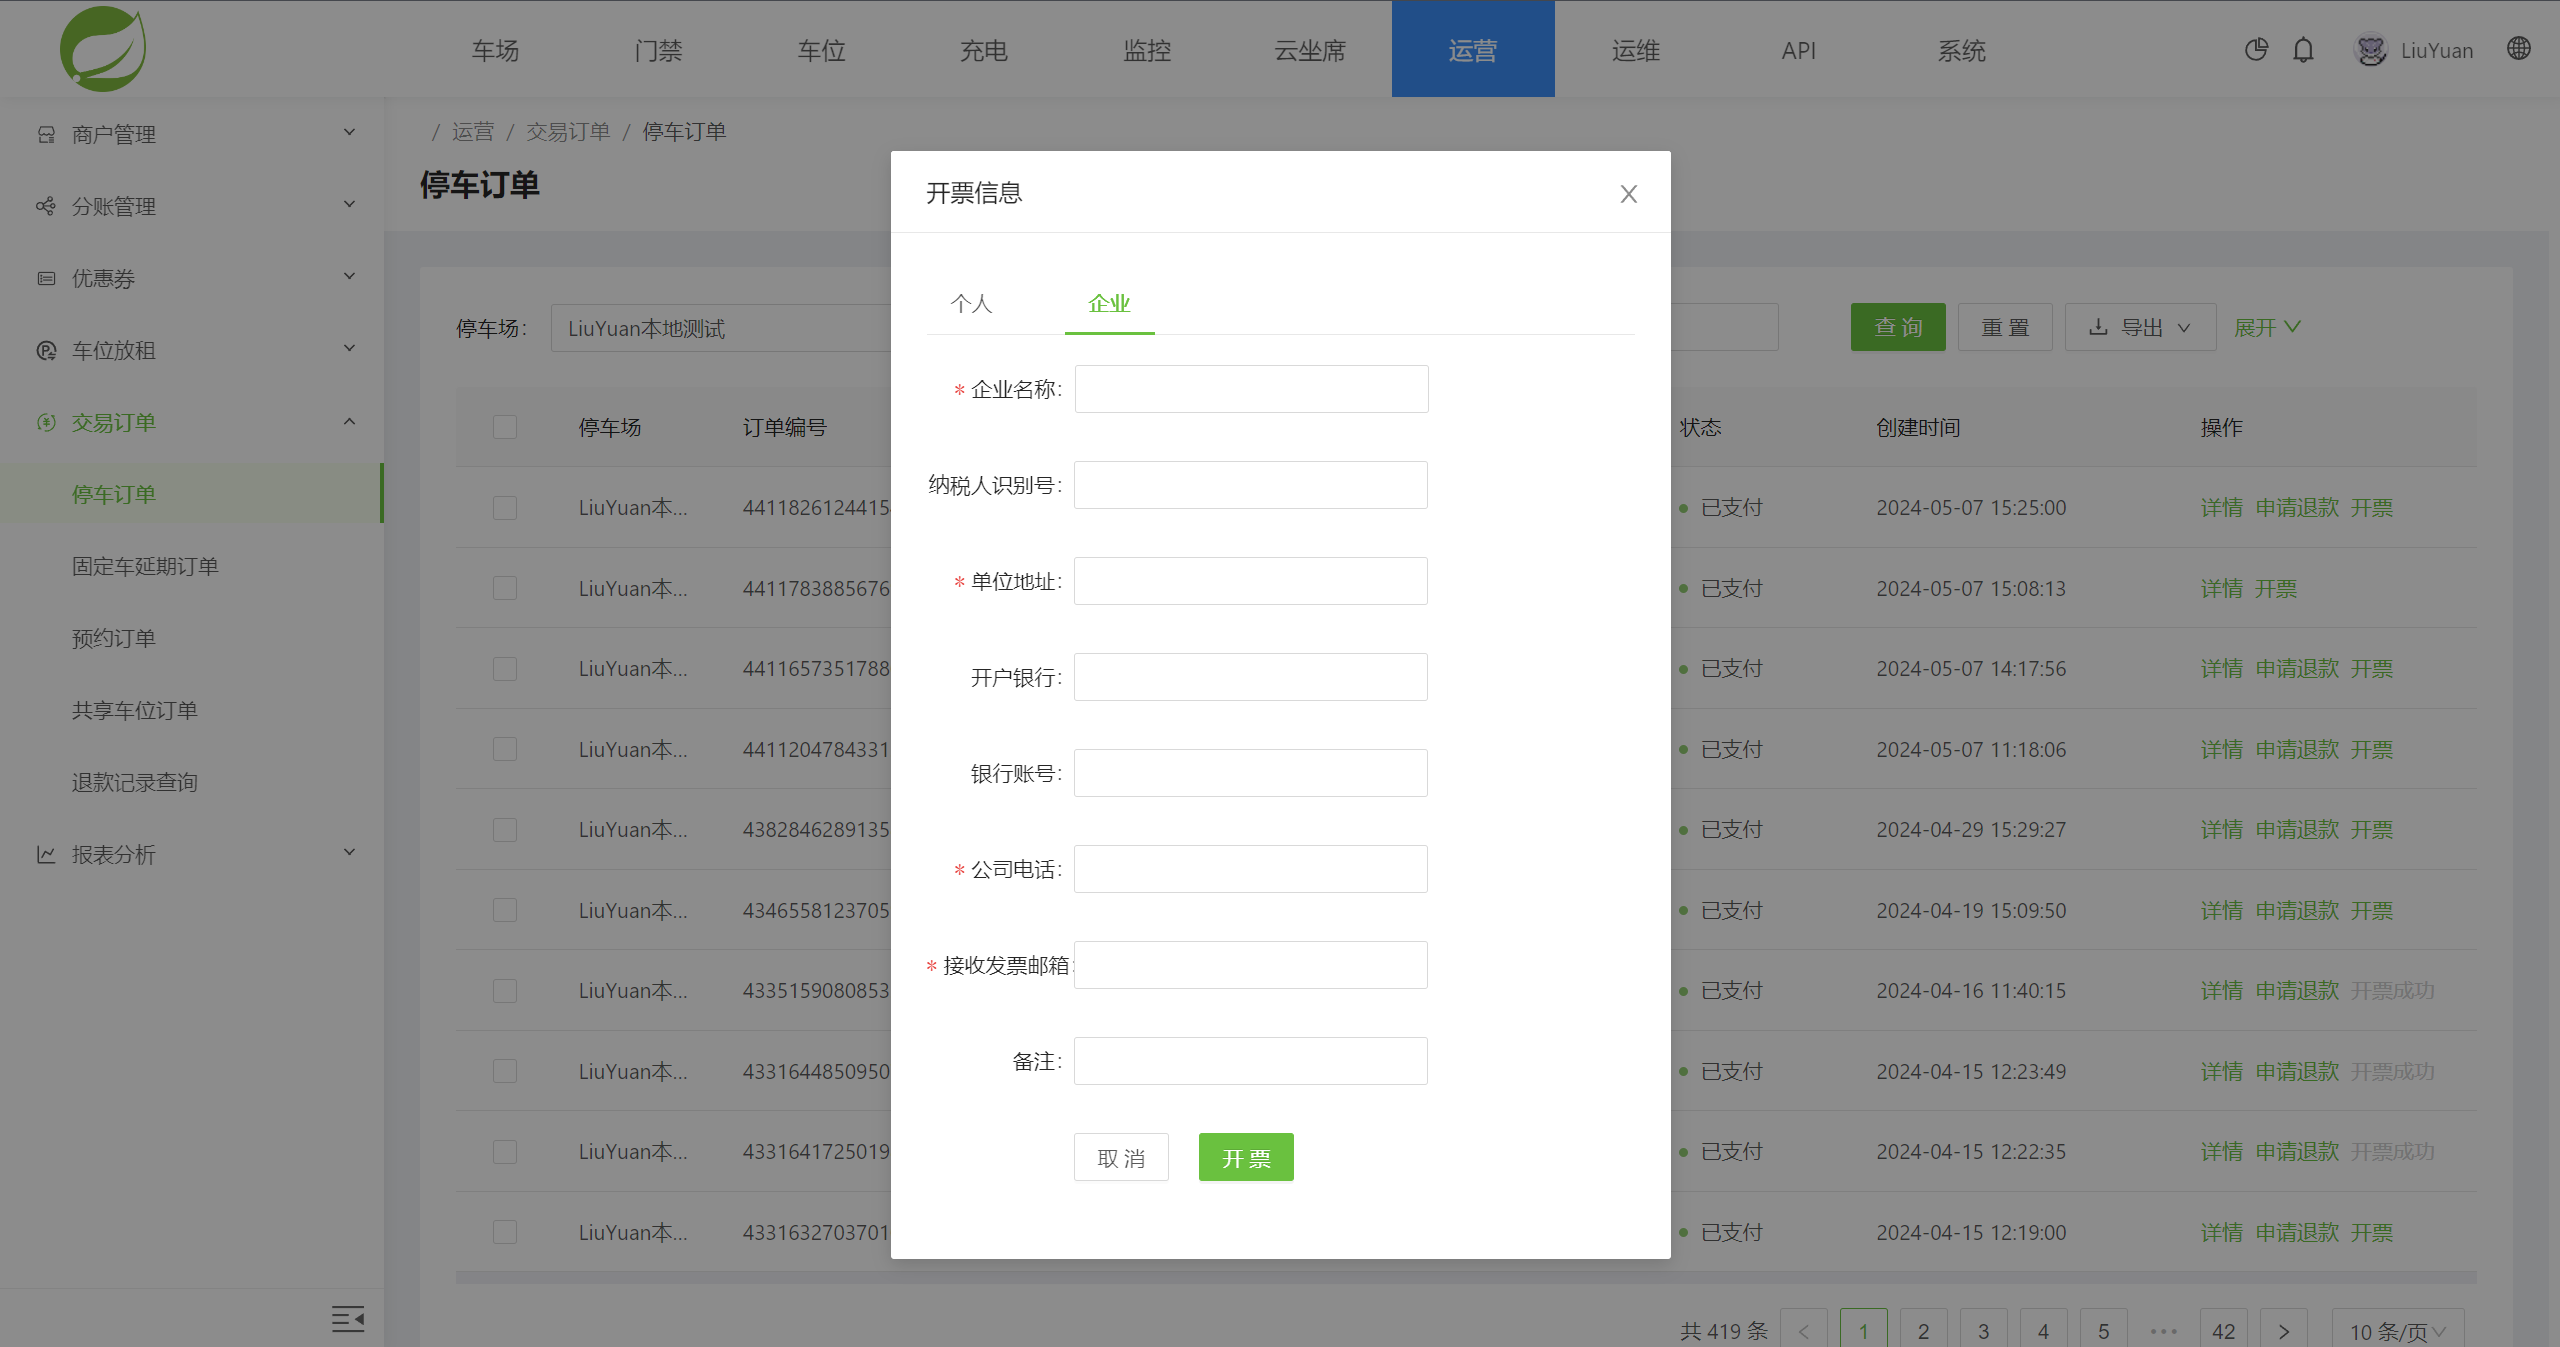 车场 门禁 车位 充电 监控 云坐席 运营 运维 API 系统 LiuYuan
商户管理
分账管理
优惠券
车位放租
交易订单
停车订单
固定车延期订单
预约订单
共享车位订单
退款记录查询
报表分析
/ 运营 / 交易订单 / 停车订单
停车订单
停车场: LiuYuan本地测试 查 询 重 置 导出 展开
停车场 订单编号 状态 创建时间 操作
LiuYuan本... 4411826124415 已支付 2024-05-07 15:25:00 详情 申请退款 开票
LiuYuan本... 4411783885676 已支付 2024-05-07 15:08:13 详情 开票
LiuYuan本... 4411657351788 已支付 2024-05-07 14:17:56 详情 申请退款 开票
LiuYuan本... 4411204784331 已支付 2024-05-07 11:18:06 详情 申请退款 开票
LiuYuan本... 4382846289135 已支付 2024-04-29 15:29:27 详情 申请退款 开票
LiuYuan本... 4346558123705 已支付 2024-04-19 15:09:50 详情 申请退款 开票
LiuYuan本... 4335159080853 已支付 2024-04-16 11:40:15 详情 申请退款 开票成功
LiuYuan本... 4331644850950 已支付 2024-04-15 12:23:49 详情 申请退款 开票成功
LiuYuan本... 4331641725019 已支付 2024-04-15 12:22:35 详情 申请退款 开票成功
LiuYuan本... 4331632703701 已支付 2024-04-15 12:19:00 详情 申请退款 开票
共 419 条 < 1 2 3 4 5 ••• 42 > 10 条/页
开票信息
个人 企业
* 企业名称:
纳税人识别号:
* 单位地址:
开户银行:
银行账号:
* 公司电话:
* 接收发票邮箱:
备注:
取 消 开 票